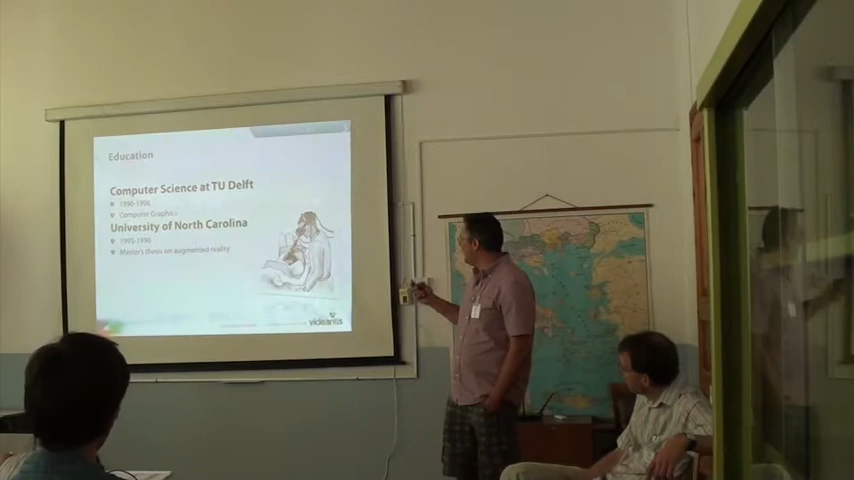 Education
Computer Science at TU Delft
1990-1996
Computer Graphics
University of North Carolina
1995-1996
Master's thesis on augmented reality
videantis